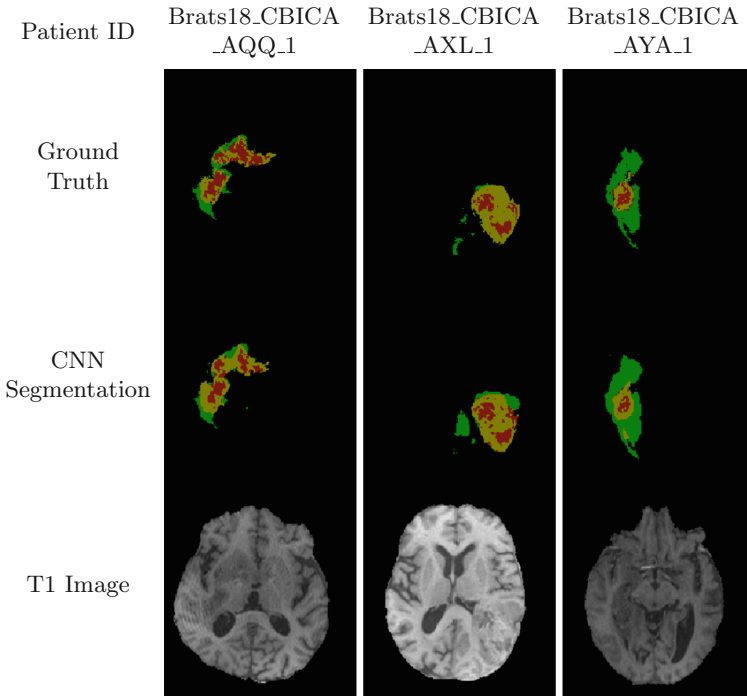 Patient ID
Brats18_CBICA
_AQQ_1
Brats18_CBICA
_AXL_1
Brats18_CBICA
_AYA_1
Ground
Truth
CNN
Segmentation
T1 Image